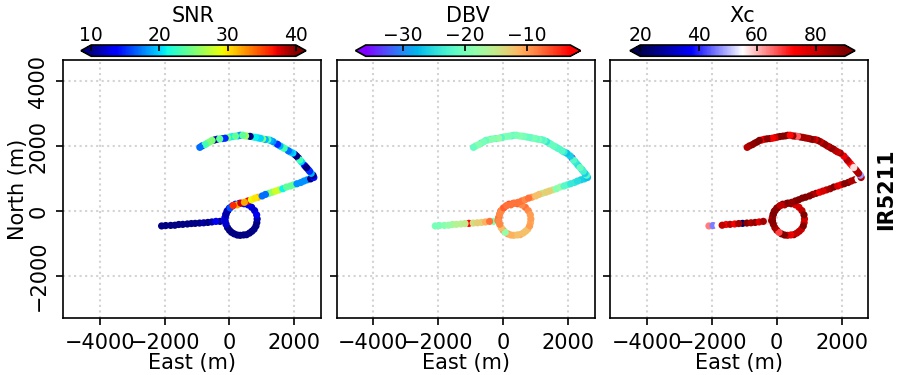 SNR DBV Xc
10 20 30 40 −30 −20 −10 20 40 60 80
4000
2000
0
−2000
North (m)
IR5211
−4000−2000 0 2000 −4000−2000 0 2000 −4000−2000 0 2000
East (m) East (m) East (m)